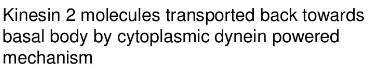 Kinesin 2 molecules transported back towards
basal body by cytoplasmic dynein powered
mechanism